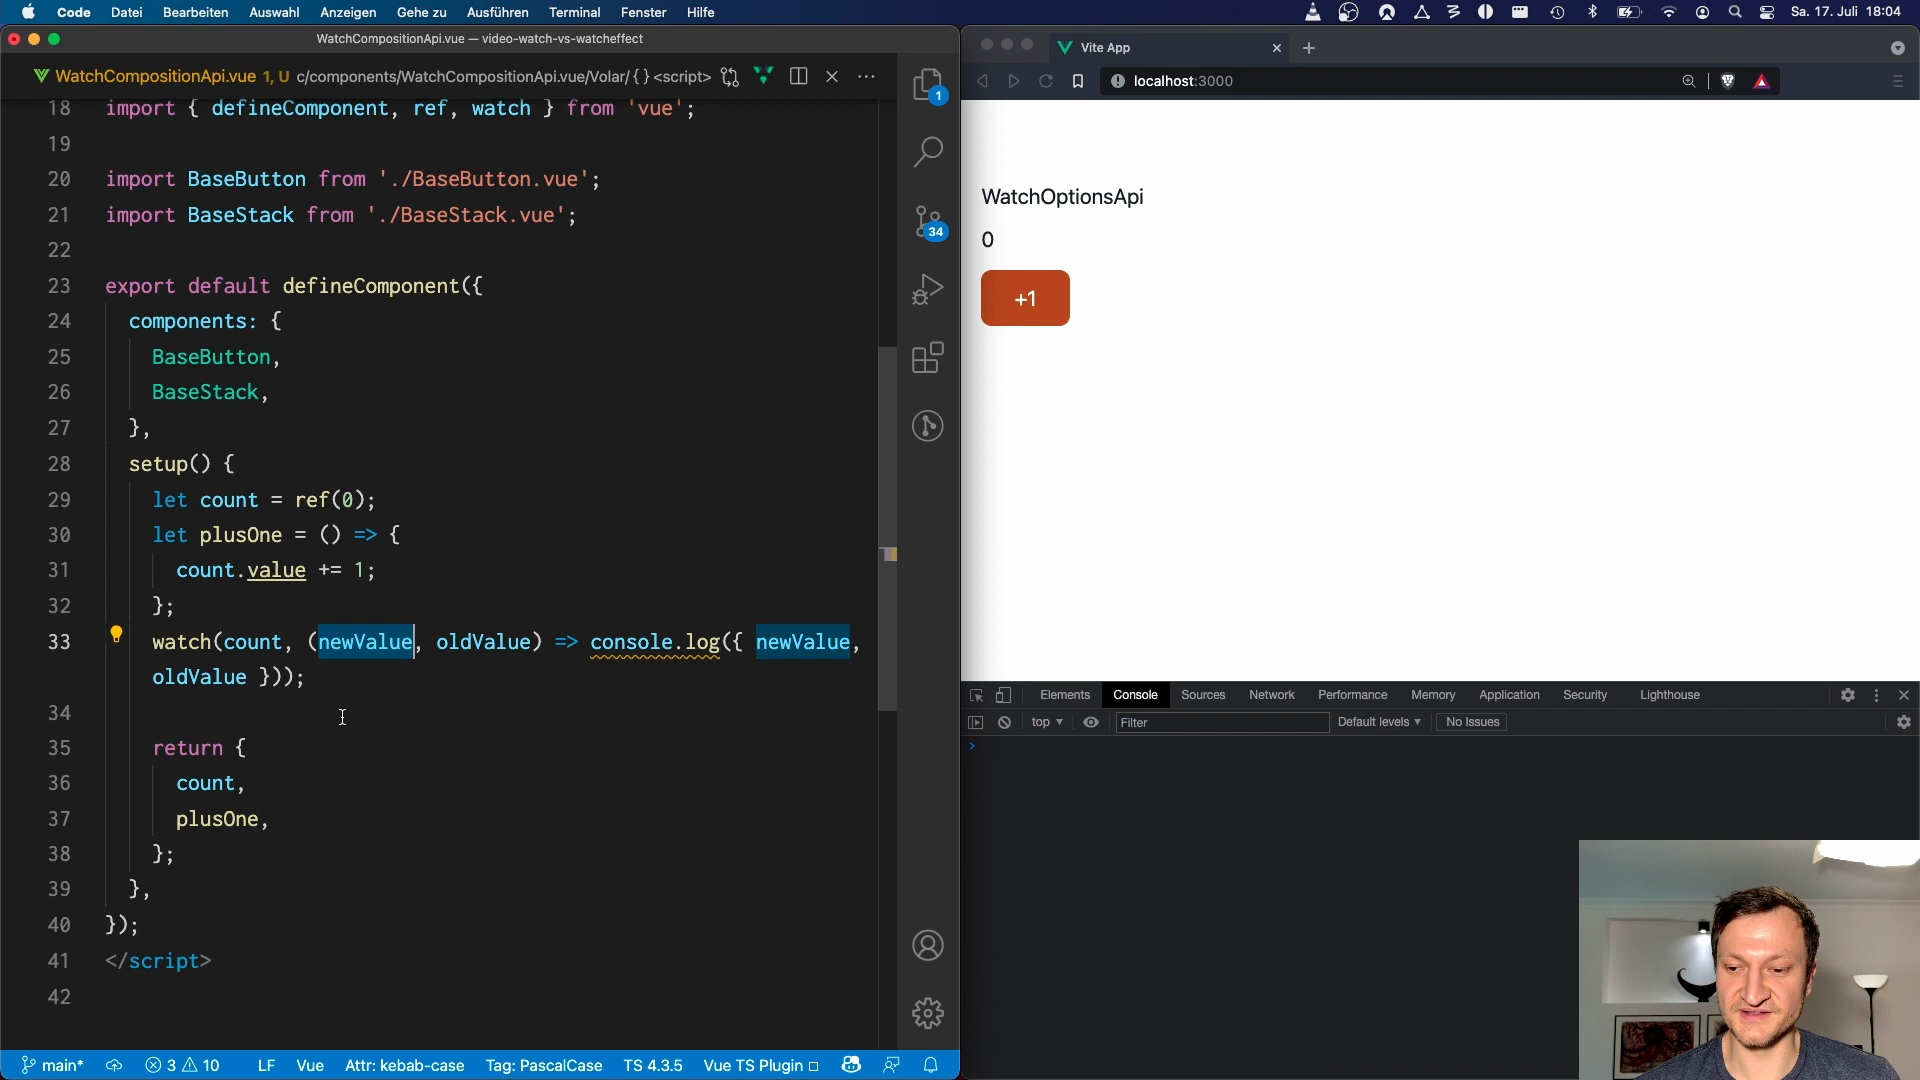 Code Datei Bearbeiten Auswahl Anzeigen Gehe zu Ausführen Terminal Fenster Hilfe Sa. 17. Juli 18:04
WatchCompositionApi.vue — video-watch-vs-watcheffect
WatchCompositionApi.vue 1, U c/components/WatchCompositionApi.vue/Volar/{} <script>
18 import { defineComponent, ref, watch } from 'vue';
19
20 import BaseButton from './BaseButton.vue';
21 import BaseStack from './BaseStack.vue';
22
23 export default defineComponent({
24 components: {
25 BaseButton,
26 BaseStack,
27 },
28 setup() {
29 let count = ref(0);
30 let plusOne = () => {
31 count.value += 1;
32 };
33 watch(count, (newValue, oldValue) => console.log({ newValue,
oldValue }));
34
35 return {
36 count,
37 plusOne,
38 };
39 },
40 });
41 </script>
42
1
34
main* 3 10 LF Vue Attr: kebab-case Tag: PascalCase TS 4.3.5 Vue TS Plugin
Vite App
localhost:3000
WatchOptionsApi
0
+1
Elements Console Sources Network Performance Memory Application Security Lighthouse
top Filter Default levels No Issues